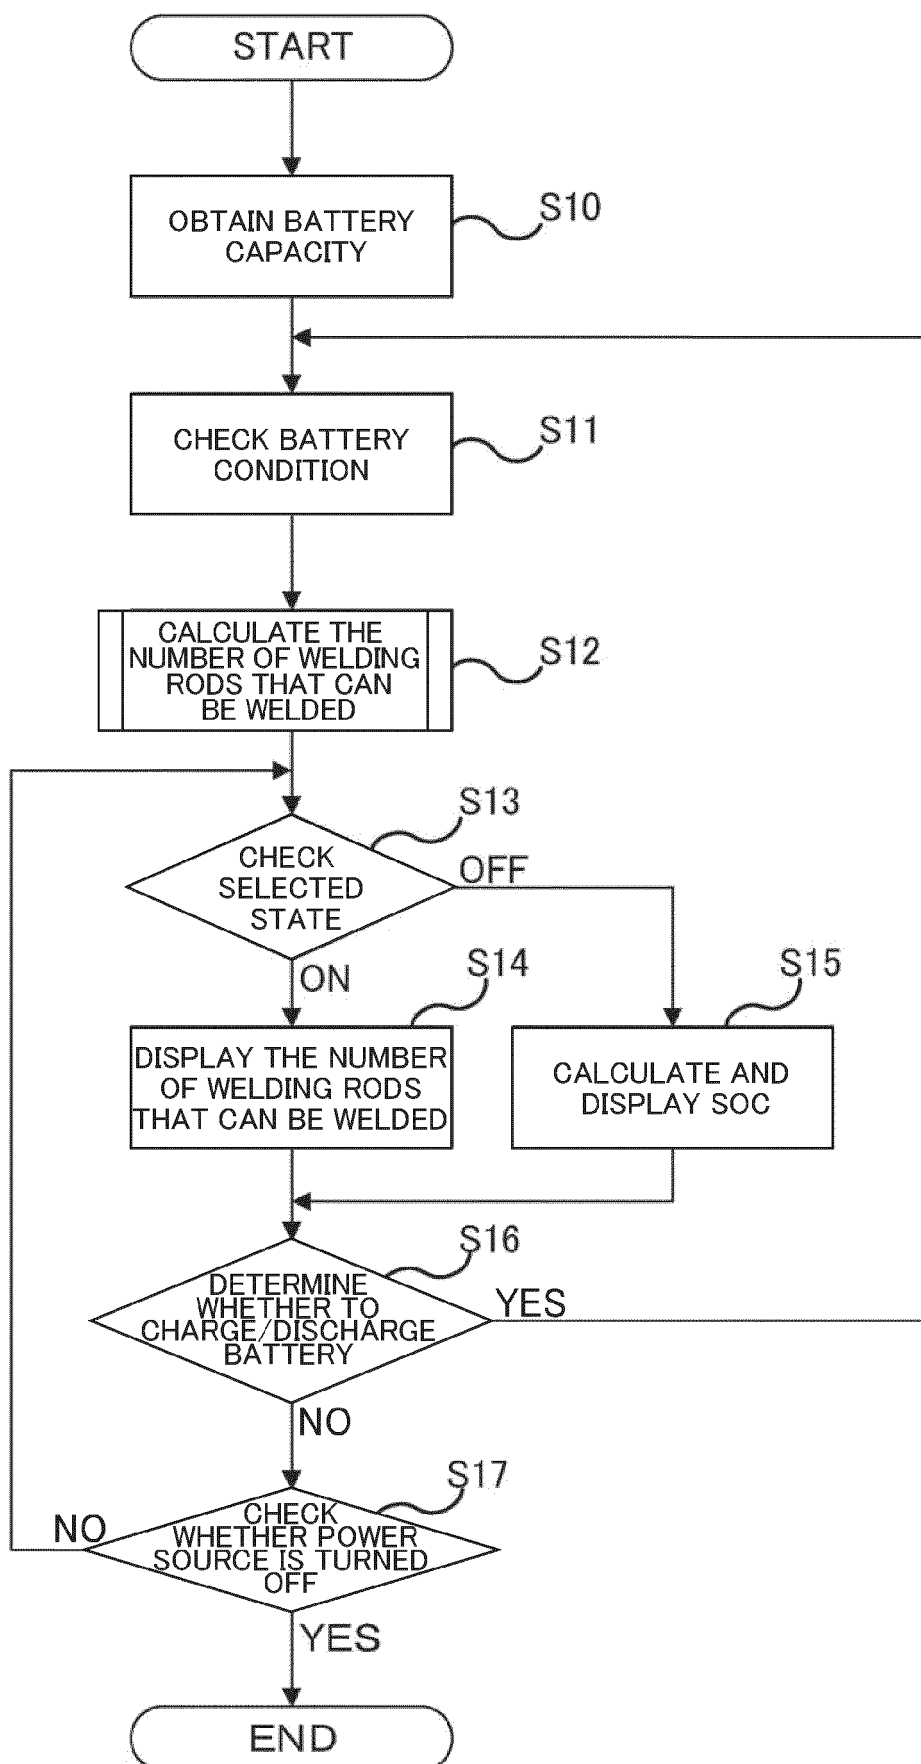 START
OBTAIN BATTERY
CAPACITY
S10
CHECK BATTERY
CONDITION
S11
CALCULATE THE
NUMBER OF WELDING
RODS THAT CAN
BE WELDED
S12
S13
CHECK
SELECTED
STATE
OFF
ON
S14
S15
DISPLAY THE NUMBER
OF WELDING RODS
THAT CAN BE WELDED
CALCULATE AND
DISPLAY SOC
S16
DETERMINE
WHETHER TO
CHARGE/DISCHARGE
BATTERY
YES
NO
S17
CHECK
WHETHER POWER
SOURCE IS TURNED
OFF
NO
YES
END